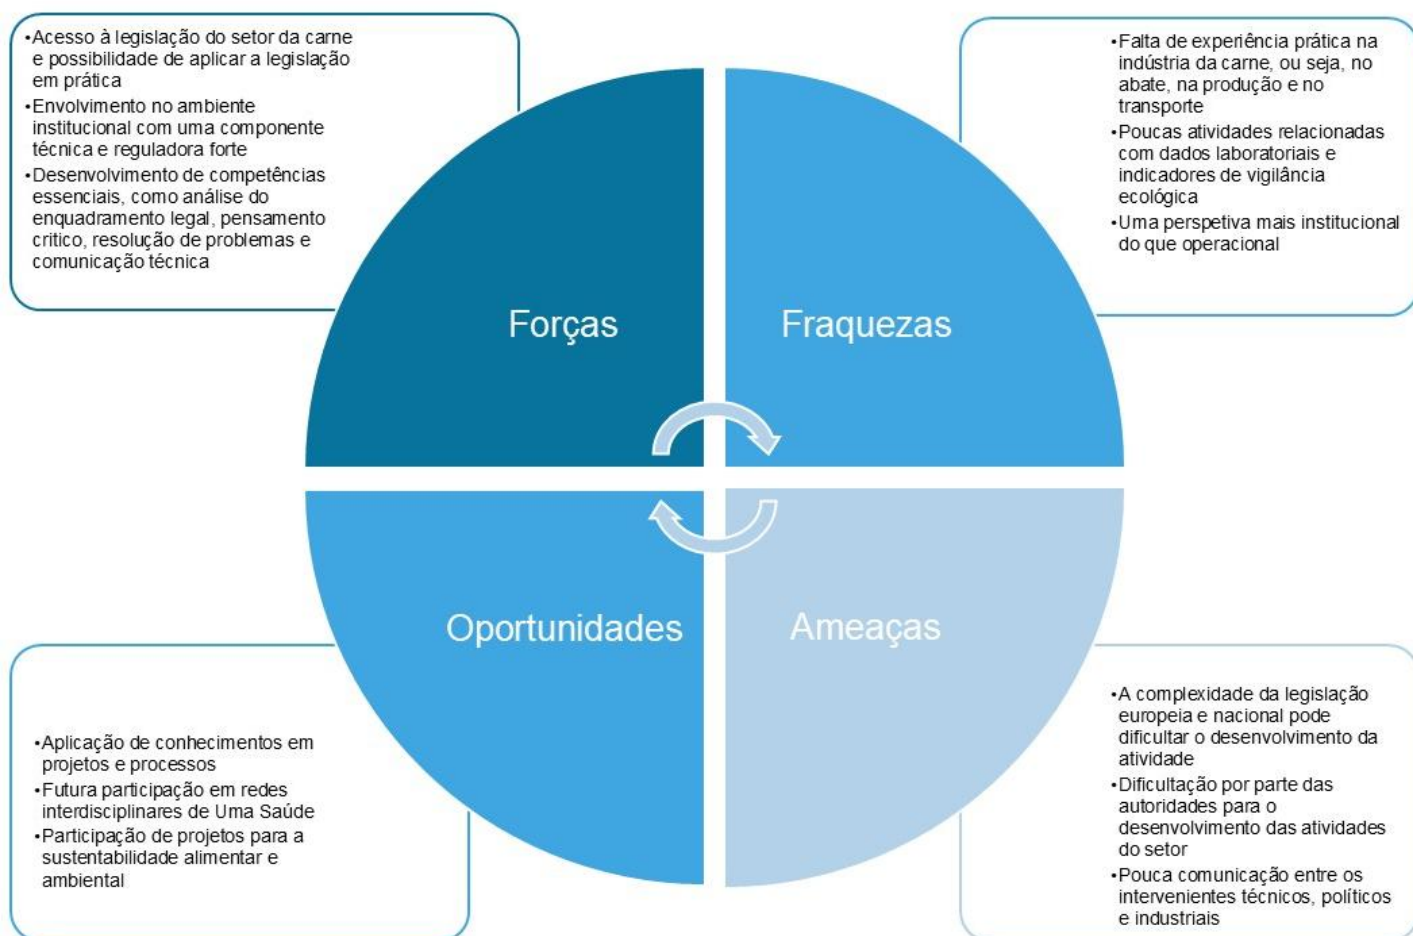 •Acesso à legislação do setor da carne
e possibilidade de aplicar a legislação
em prática
•Envolvimento no ambiente
institucional com uma componente
técnica e reguladora forte
•Desenvolvimento de competências
essenciais, como análise do
enquadramento legal, pensamento
critico, resolução de problemas e
comunicação técnica
•Falta de experiência prática na
indústria da carne, ou seja, no
abate, na produção e no
transporte
•Poucas atividades relacionadas
com dados laboratoriais e
indicadores de vigilância
ecológica
•Uma perspetiva mais institucional
do que operacional
Forças
Fraquezas
Oportunidades
Ameaças
•Aplicação de conhecimentos em
projetos e processos
•Futura participação em redes
interdisciplinares de Uma Saúde
•Participação de projetos para a
sustentabilidade alimentar e
ambiental
•A complexidade da legislação
europeia e nacional pode
dificultar o desenvolvimento da
atividade
•Dificultação por parte das
autoridades para o
desenvolvimento das atividades
do setor
•Pouca comunicação entre os
intervenientes técnicos, políticos
e industriais